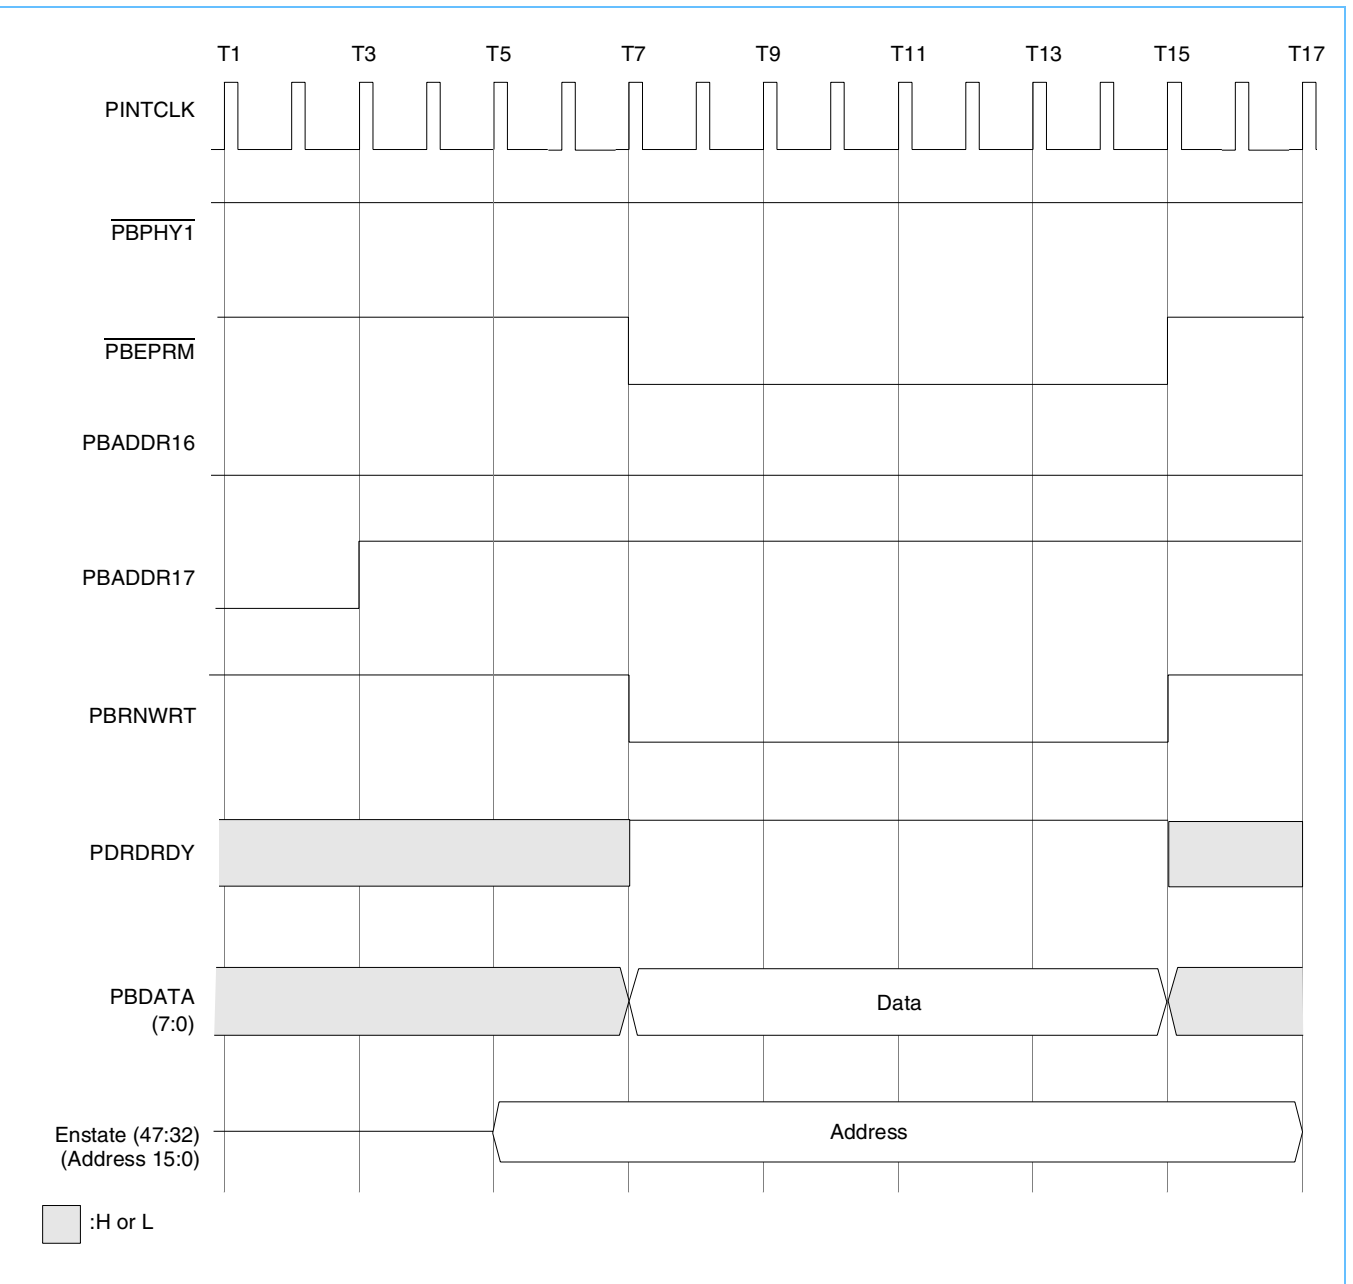 T1 T3 T5 T7 T9 T11 T13 T15 T17
PINTCLK
PBPHY1
PBEPRM
PBADDR16
PBADDR17
PBRNWRT
PDRDRDY
PBDATA
(7:0)
Data
Enstate (47:32)
(Address 15:0)
Address
:H or L